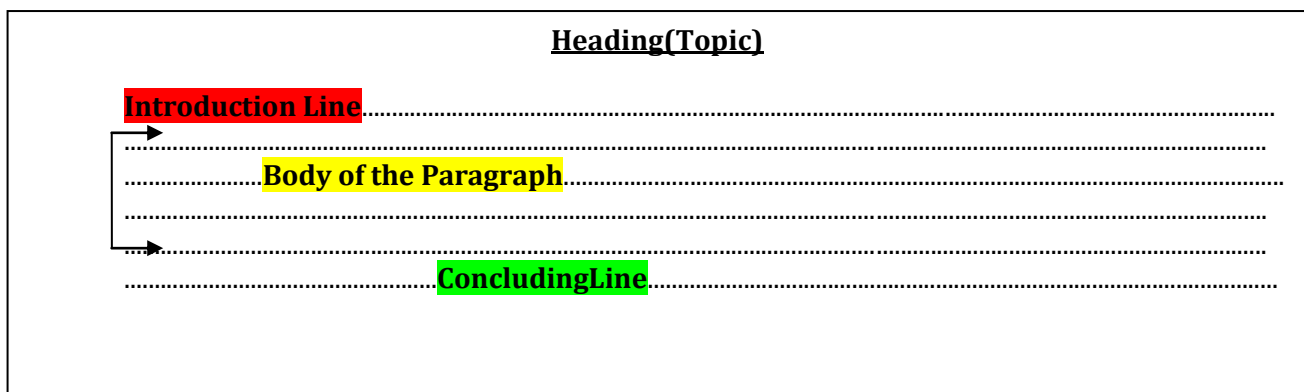 Heading(Topic)
Introduction Line................................................................................................................................................
........................................................................................................................................................................................
......................Body of the Paragraph...................................................................................................................
........................................................................................................................................................................................
........................................................................................................................................................................................
...................................................ConcludingLine......................................................................................................